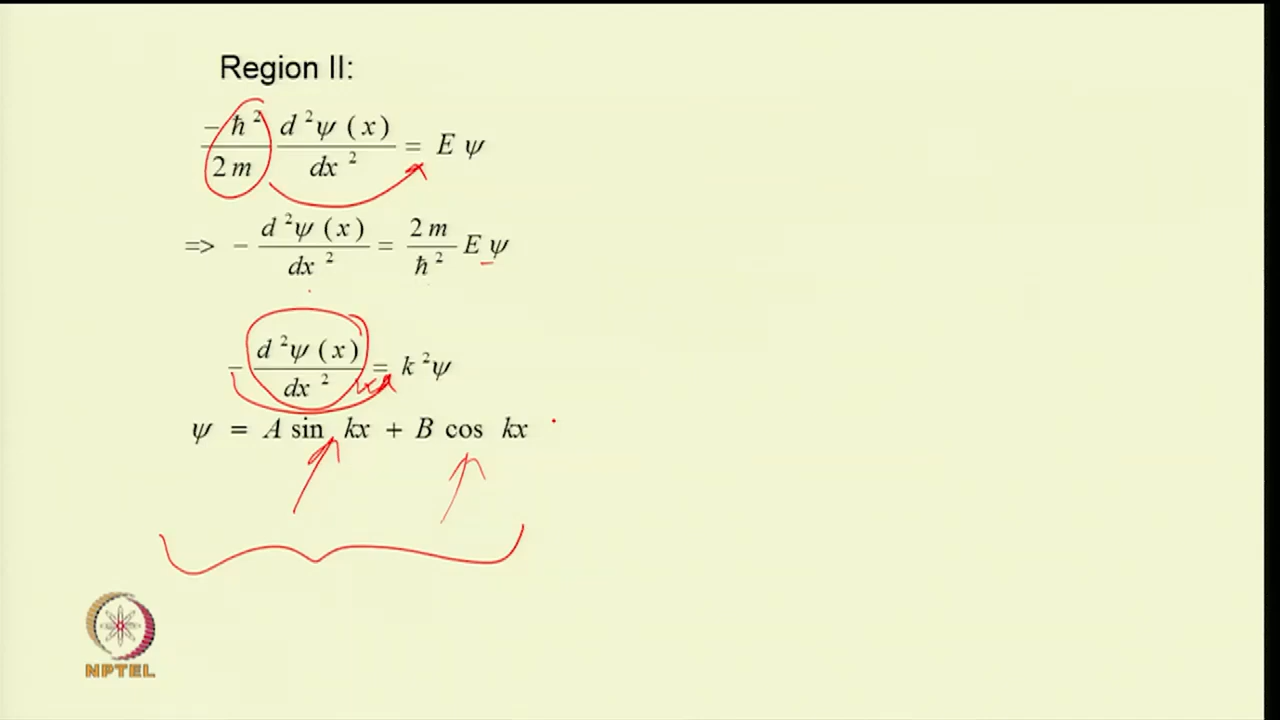 Region II:
−ħ²/2m d²ψ(x)/dx² = Eψ
=> − d²ψ(x)/dx² = 2m/ħ² Eψ
− d²ψ(x)/dx² = k²ψ
ψ = A sin kx + B cos kx
NPTEL